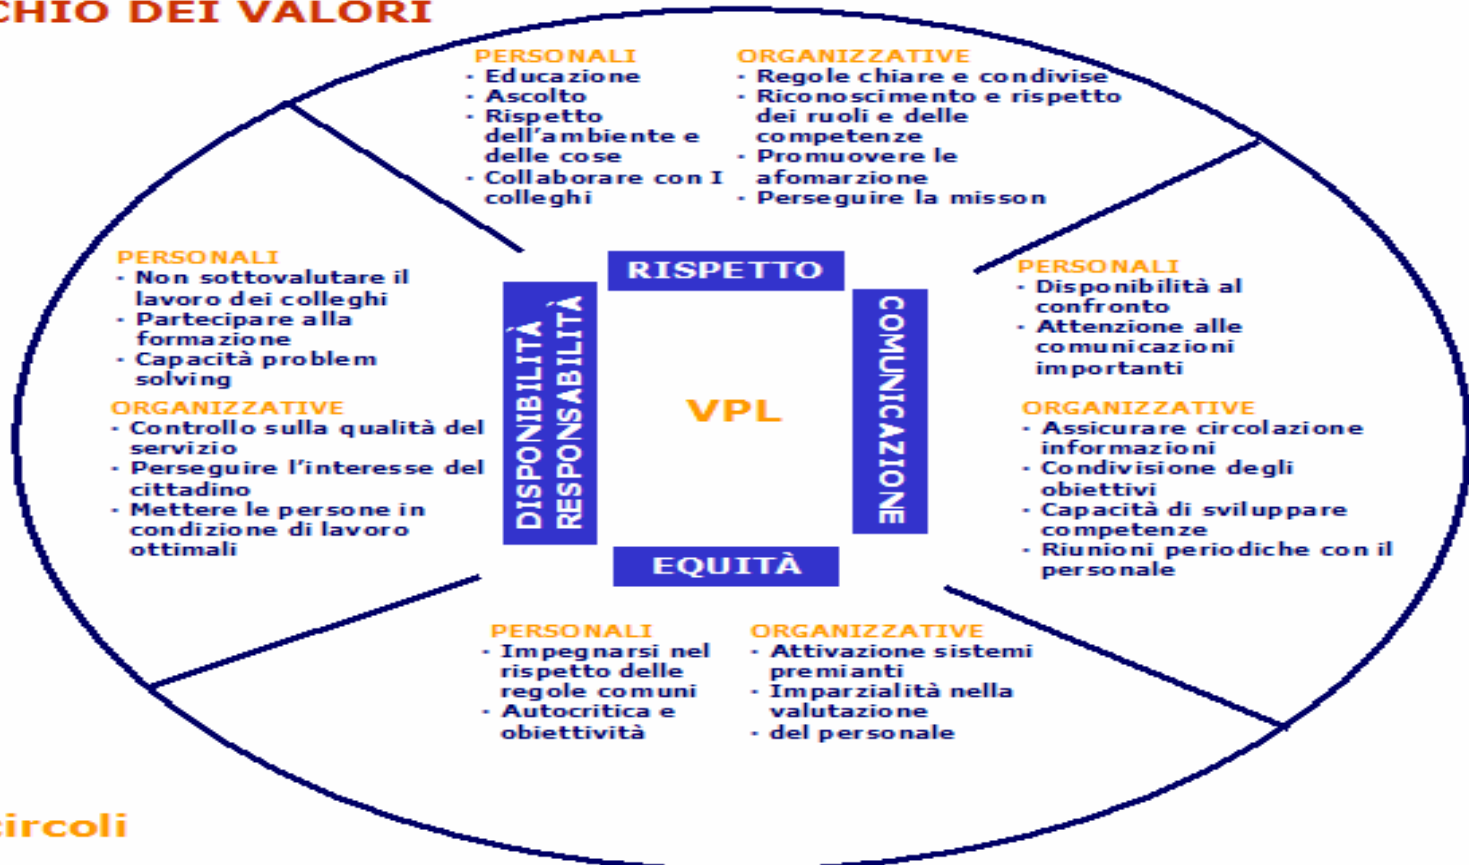 CHIO DEI VALORI
PERSONALI
- Educazione
- Ascolto
- Rispetto
dell'ambiente e
delle cose
- Collaborare con I
colleghi
ORGANIZZATIVE
- Regole chiare e condivise
- Riconoscimento e rispetto
dei ruoli e delle
competenze
- Promuovere le
afomarzione
- Perseguire la misson
PERSONALI
- Non sottovalutare il
lavoro dei colleghi
- Partecipare alla
formazione
- Capacità problem
solving
ORGANIZZATIVE
- Controllo sulla qualità del
servizio
- Perseguire l'interesse del
cittadino
- Mettere le persone in
condizione di lavoro
ottimali
RISPETTO
DISPONIBILITÀ
RESPONSABILITÀ
VPL
COMUNICAZIONE
EQUITÀ
PERSONALI
- Disponibilità al
confronto
- Attenzione alle
comunicazioni
importanti
ORGANIZZATIVE
- Assicurare circolazione
informazioni
- Condivisione degli
obiettivi
- Capacità di sviluppare
competenze
- Riunioni periodiche con il
personale
PERSONALI
- Impegnarsi nel
rispetto delle
regole comuni
- Autocritica e
obiettività
ORGANIZZATIVE
- Attivazione sistemi
premianti
- Imparzialità nella
valutazione
- del personale
circoli